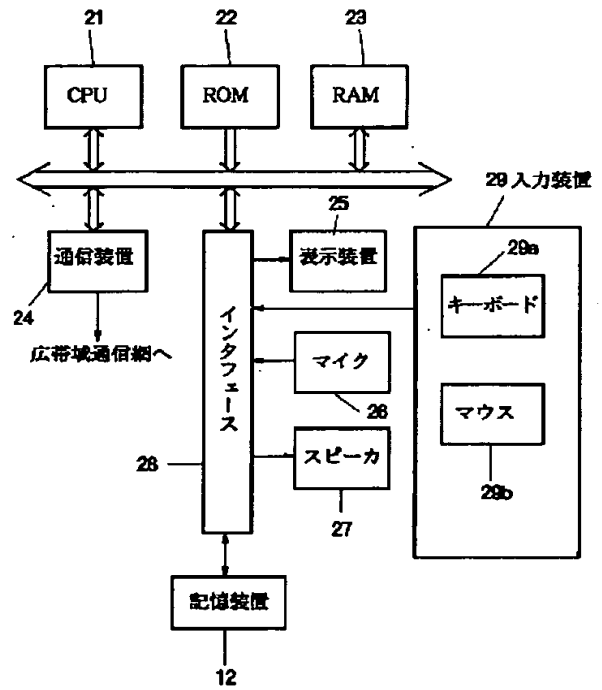 21
22
23
CPU
ROM
RAM
29 入力装置
25
通信装置
表示装置
29a
キーボード
24
広帯域通信網へ
インタフェース
マイク
26
マウス
28
スピーカ
29b
27
記憶装置
12